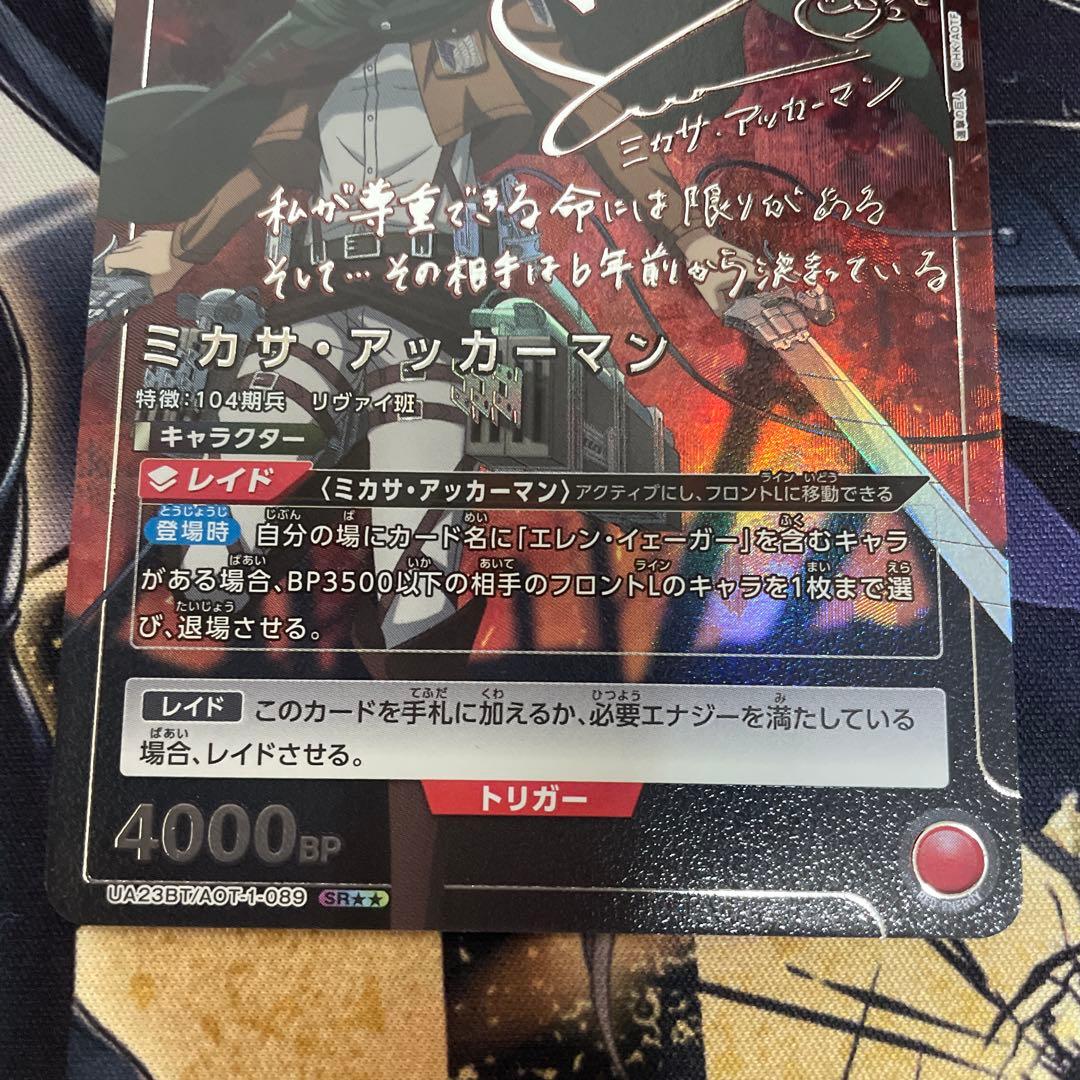 ©HK/AOTF
進撃の巨人
ミカサ・アッカーマン
私が尊重できる命には限りがある
そして…その相手は6年前から決まっている
ミカサ・アッカーマン
特徴:104期兵 リヴァイ班
キャラクター
レイド 〈ミカサ・アッカーマン〉アクティブにし、フロントLに移動できる
登場時 自分の場にカード名に「エレン・イェーガー」を含むキャラ
がある場合、BP3500以下の相手のフロントLのキャラを1枚まで選
び、退場させる。
レイド このカードを手札に加えるか、必要エナジーを満たしている
場合、レイドさせる。
トリガー
4000BP
UA23BT/AOT-1-089 SR★★